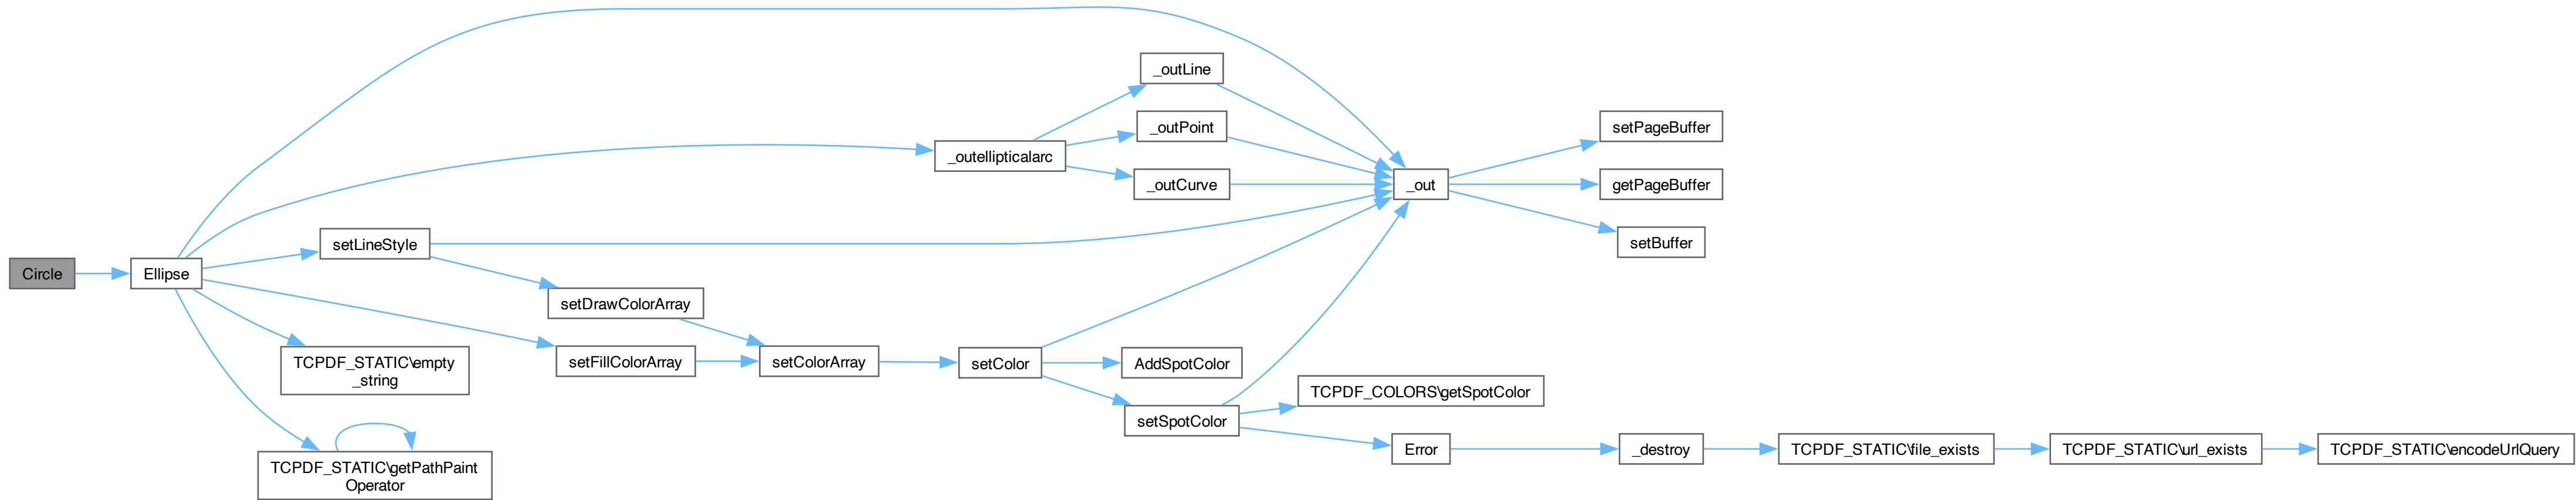 Circle
Ellipse
setLineStyle
TCPDF_STATIC\empty
_string
TCPDF_STATIC\getPathPaint
Operator
setDrawColorArray
setFillColorArray
setColorArray
_outellipticalarc
setColor
_outLine
_outPoint
_outCurve
AddSpotColor
setSpotColor
_out
TCPDF_COLORS\getSpotColor
Error
setPageBuffer
getPageBuffer
setBuffer
_destroy
TCPDF_STATIC\file_exists
TCPDF_STATIC\url_exists
TCPDF_STATIC\encodeUrlQuery